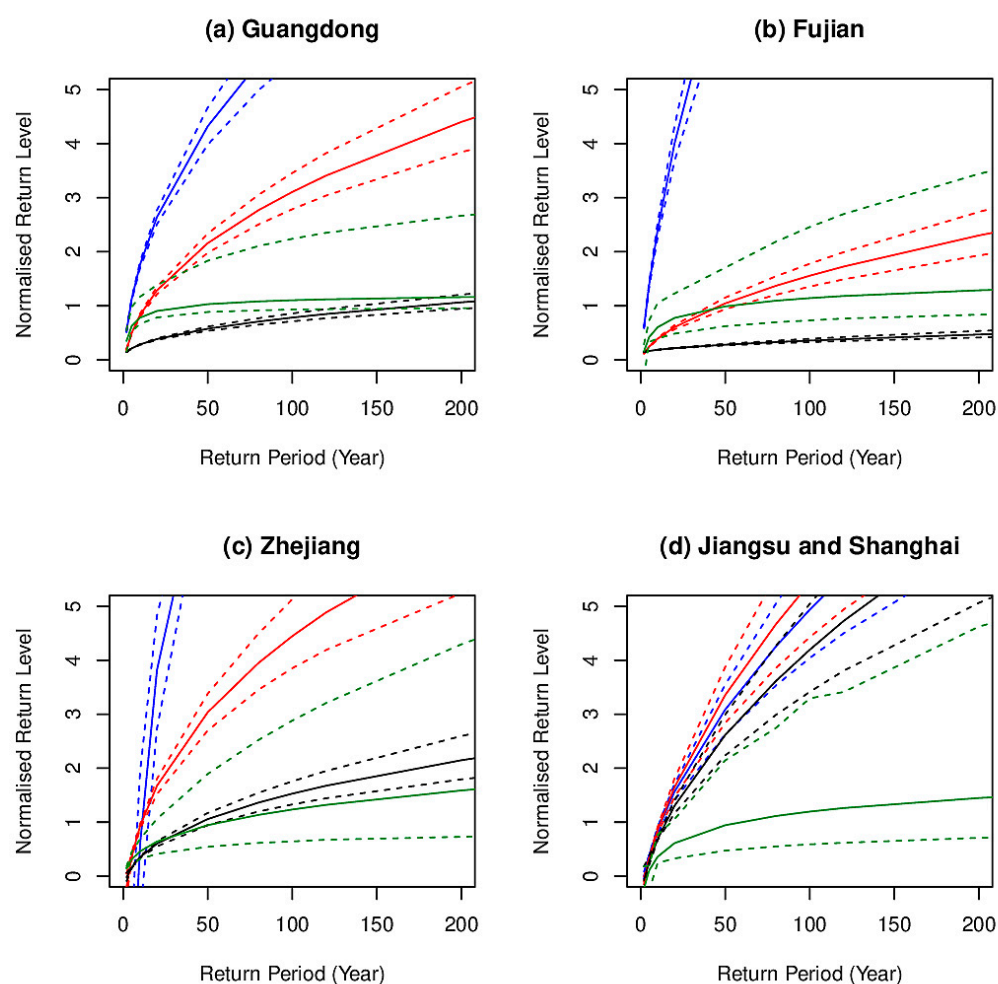 (a) Guangdong
Normalised Return Level
5
4
3
2
1
0
0 50 100 150 200
Return Period (Year)
(b) Fujian
Normalised Return Level
5
4
3
2
1
0
0 50 100 150 200
Return Period (Year)
(c) Zhejiang
Normalised Return Level
5
4
3
2
1
0
0 50 100 150 200
Return Period (Year)
(d) Jiangsu and Shanghai
Normalised Return Level
5
4
3
2
1
0
0 50 100 150 200
Return Period (Year)